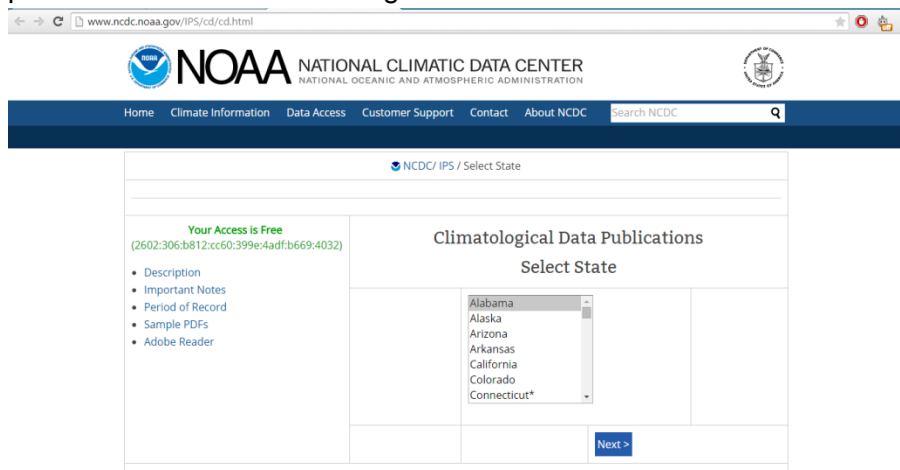 www.ncdc.noaa.gov/IPS/cd/cd.html
NOAA
NOAA NATIONAL CLIMATIC DATA CENTER
NATIONAL OCEANIC AND ATMOSPHERIC ADMINISTRATION
Home Climate Information Data Access Customer Support Contact About NCDC Search NCDC
NCDC/ IPS / Select State
Your Access is Free
(2602:306:b812:cc60:399e:4adf:b669:4032)
• Description
• Important Notes
• Period of Record
• Sample PDFs
• Adobe Reader
Climatological Data Publications
Select State
Alabama
Alaska
Arizona
Arkansas
California
Colorado
Connecticut*
Next >